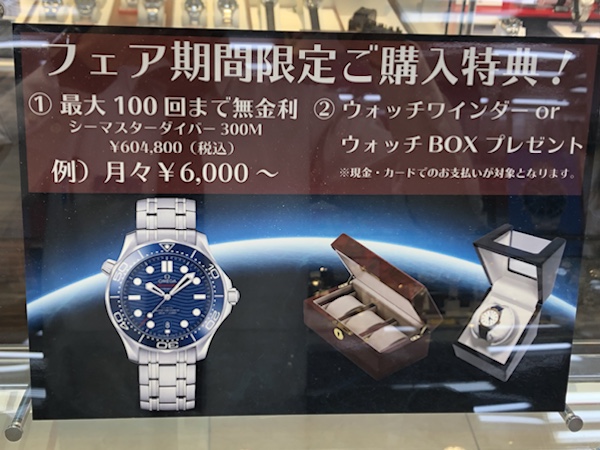 フェア期間限定ご購入特典！
① 最大100回まで無金利
シーマスターダイバー300M
￥604,800（税込）
例）月々￥6,000～
② ウォッチワインダー or
ウォッチBOXプレゼント
※現金・カードでのお支払いが対象となります。